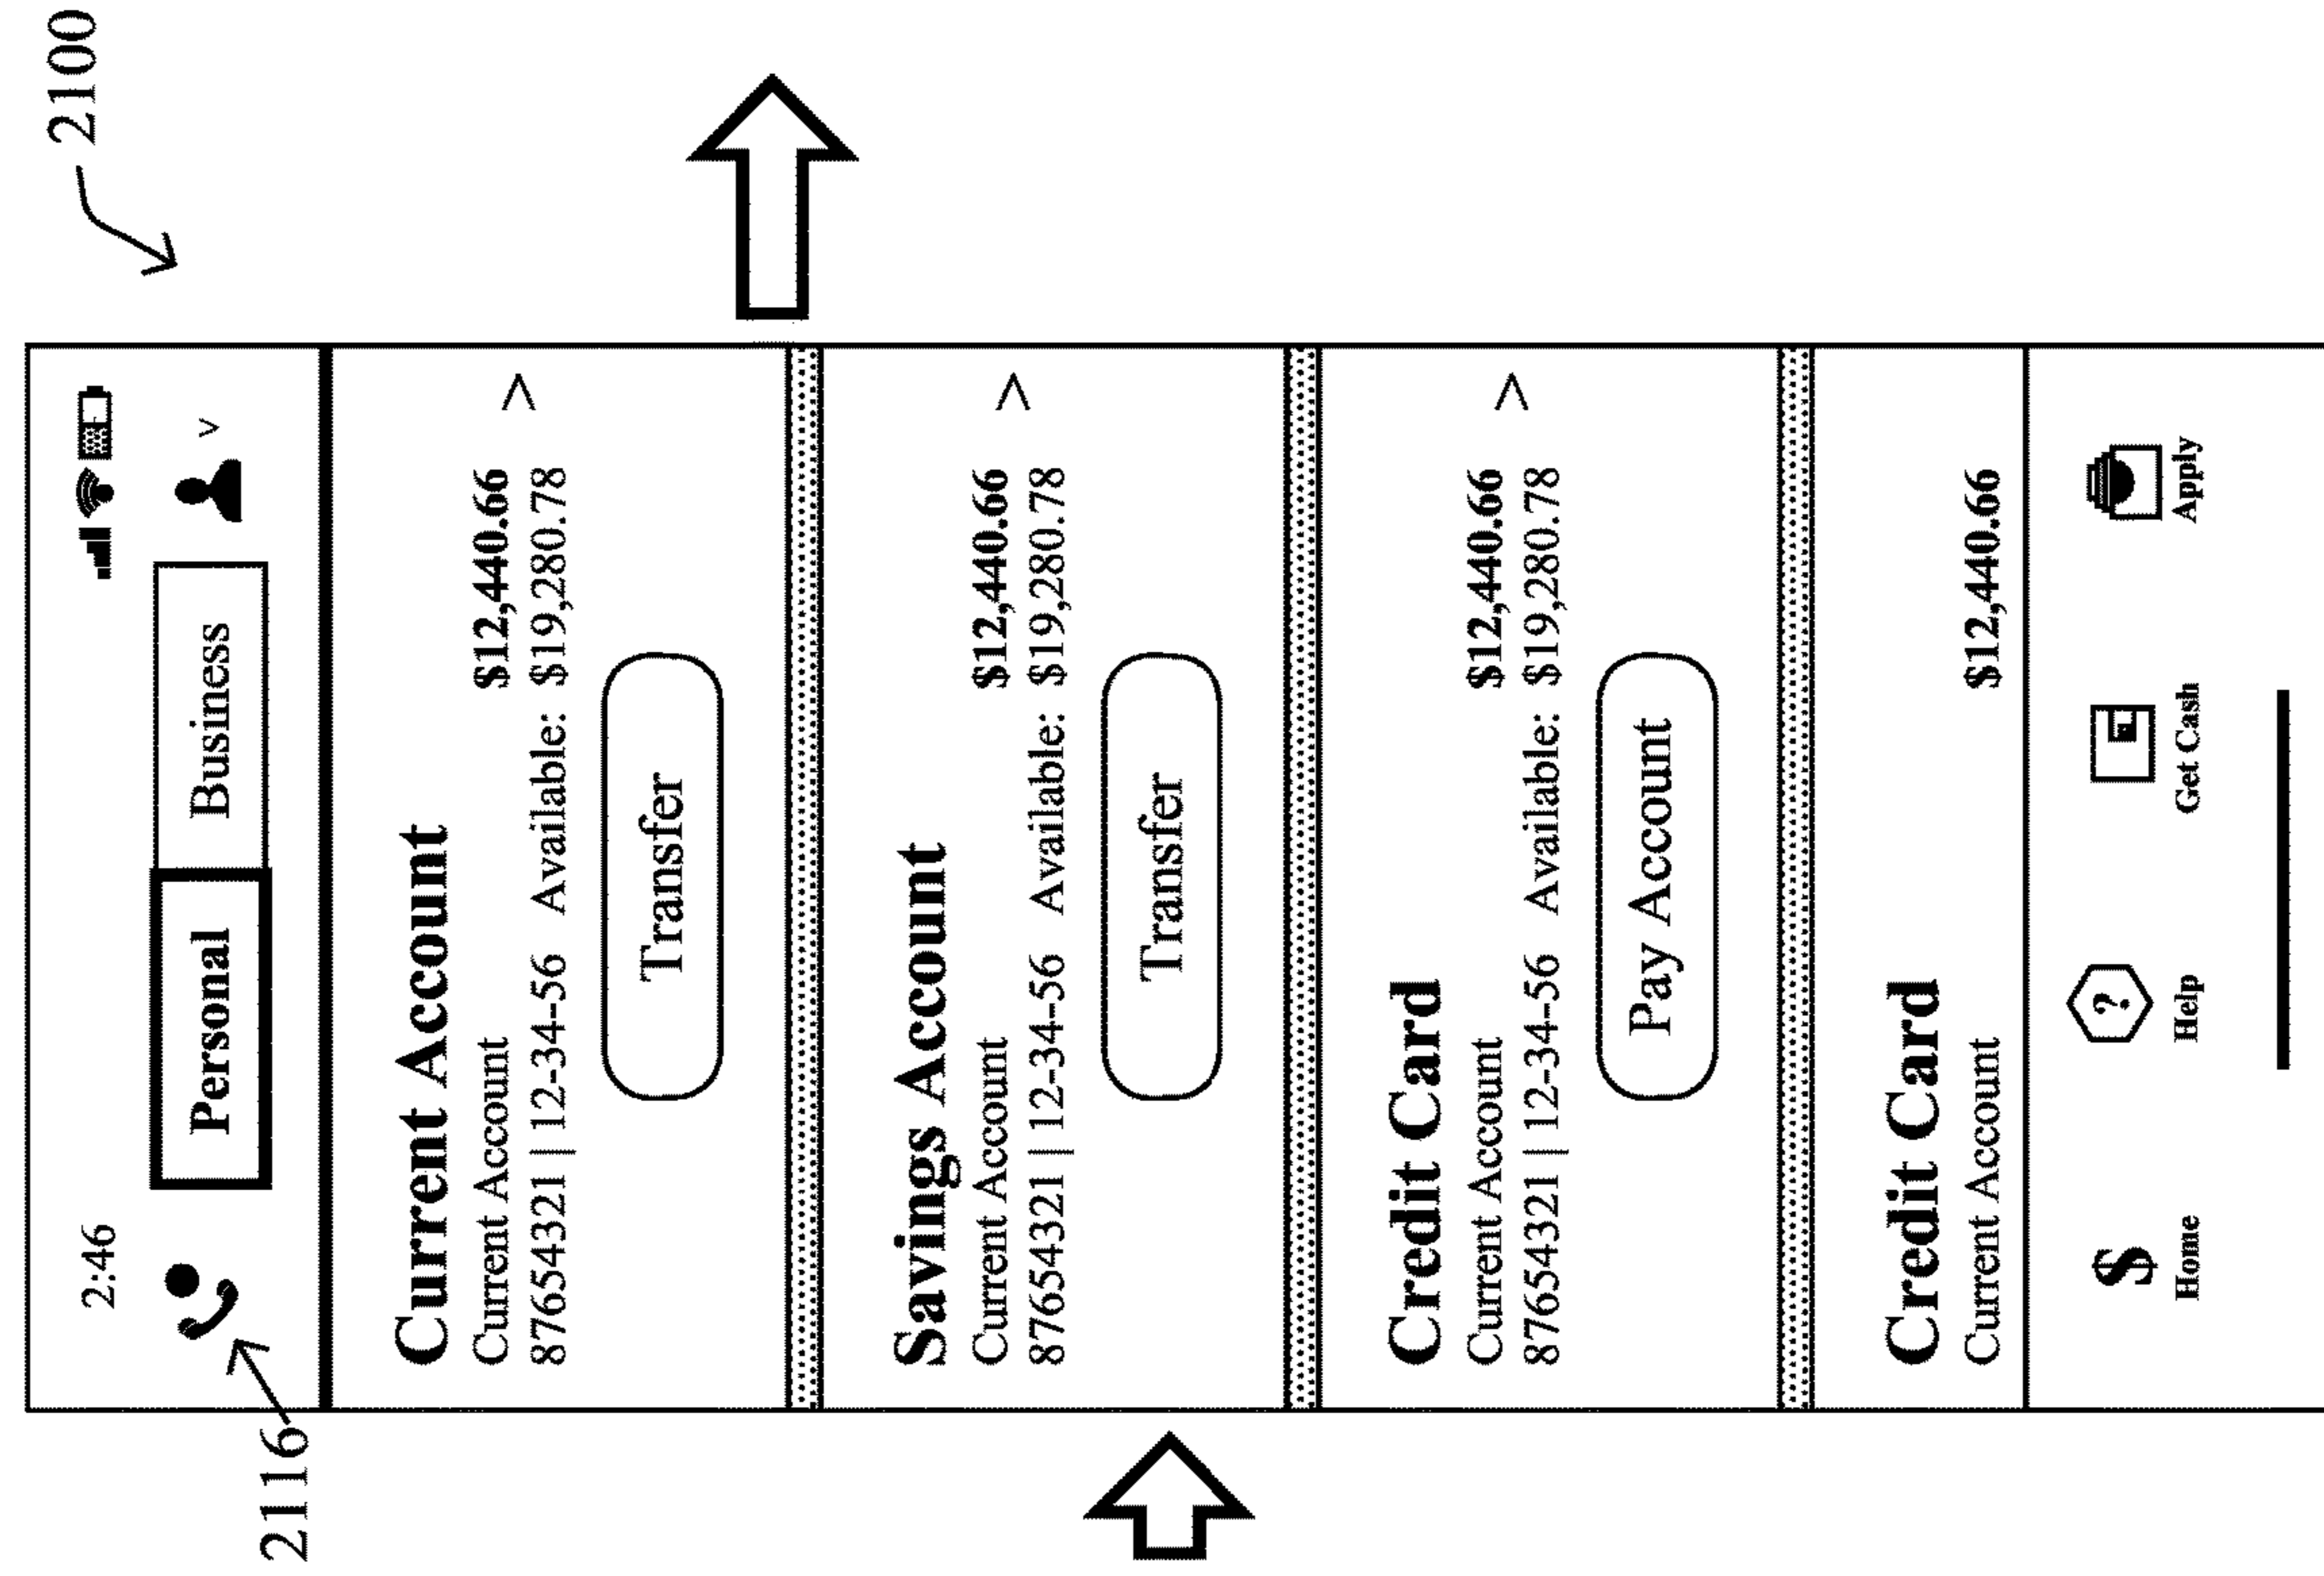 2100
2:46
Personal Business v
2116
Current Account
Current Account $12,440.66 >
87654321 | 12-34-56 Available: $19,280.78
Transfer
Savings Account
Current Account $12,440.66 >
87654321 | 12-34-56 Available: $19,280.78
Transfer
Credit Card
Current Account $12,440.66 >
87654321 | 12-34-56 Available: $19,280.78
Pay Account
Credit Card
Current Account $12,440.66
$ ?
Home Help Get Cash Apply